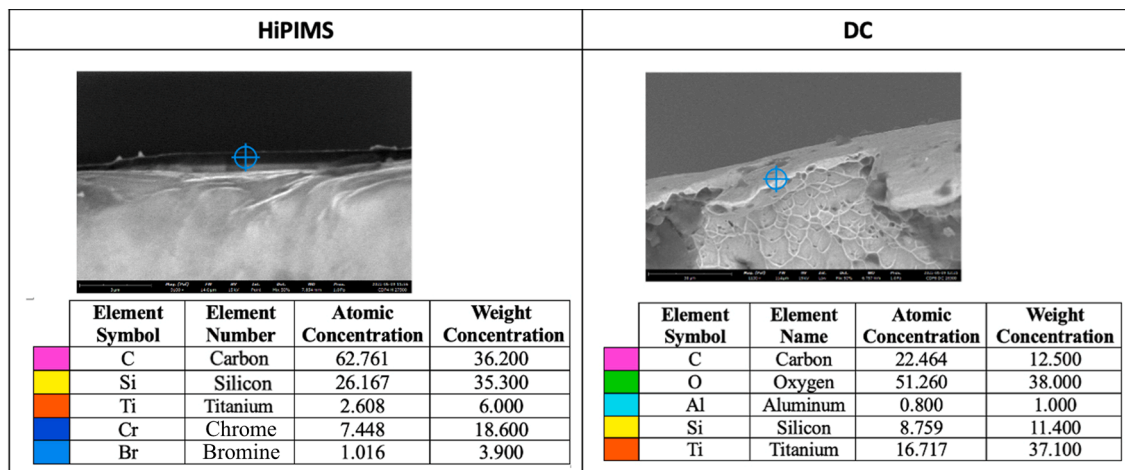 HiPIMS
DC
Element Symbol Element Number Atomic Concentration Weight Concentration
C Carbon 62.761 36.200
Si Silicon 26.167 35.300
Ti Titanium 2.608 6.000
Cr Chrome 7.448 18.600
Br Bromine 1.016 3.900
Element Symbol Element Name Atomic Concentration Weight Concentration
C Carbon 22.464 12.500
O Oxygen 51.260 38.000
Al Aluminum 0.800 1.000
Si Silicon 8.759 11.400
Ti Titanium 16.717 37.100